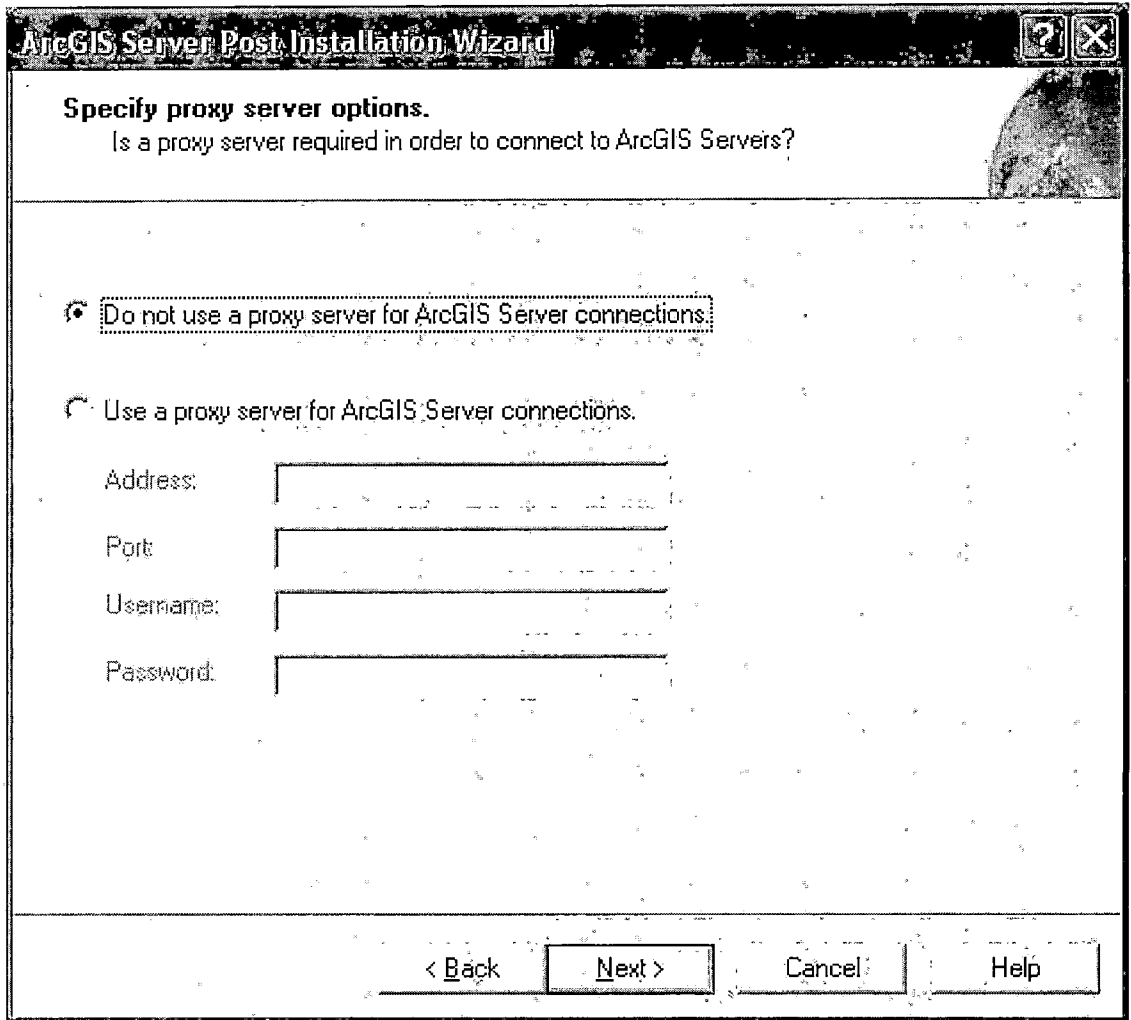 ArcGIS Server Post Installation Wizard
Specify proxy server options.
Is a proxy server required in order to connect to ArcGIS Servers?
Do not use a proxy server for ArcGIS Server connections.
Use a proxy server for ArcGIS Server connections.
Address:
Port:
Username:
Password:
< Back Next > Cancel Help